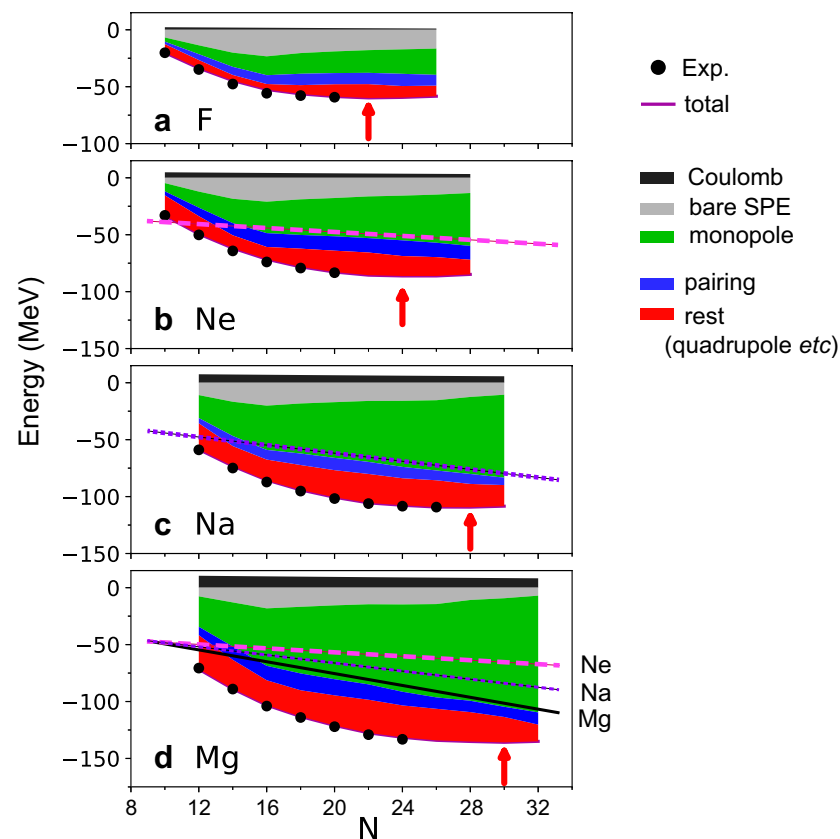 0
−50
−100
a F
Exp.
total
0
−50
−100
−150
b Ne
Coulomb
bare SPE
monopole
pairing
rest
(quadrupole etc)
Energy (MeV)
0
−50
−100
−150
c Na
0
−50
−100
−150
d Mg
Ne
Na
Mg
8 12 16 20 24 28 32
N